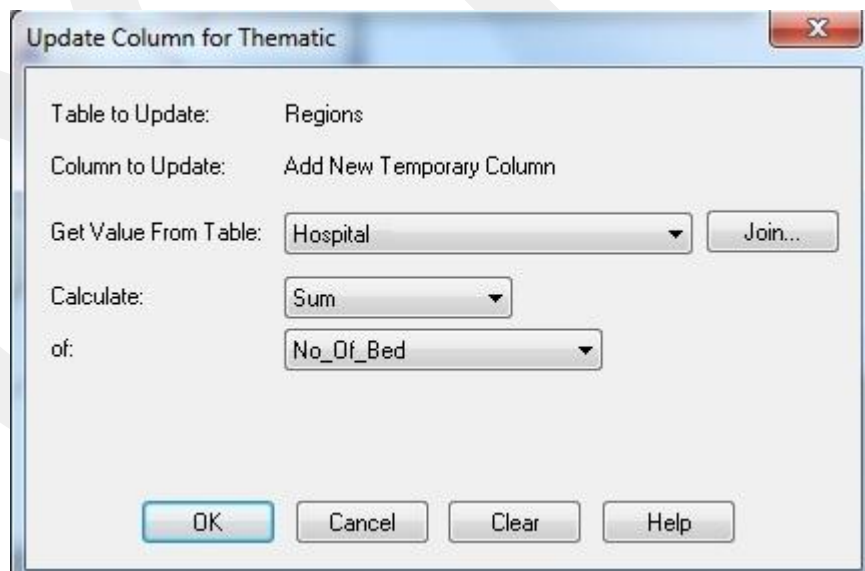 Update Column for Thematic
Table to Update: Regions
Column to Update: Add New Temporary Column
Get Value From Table: Hospital Join...
Calculate: Sum
of: No_Of_Bed
OK Cancel Clear Help